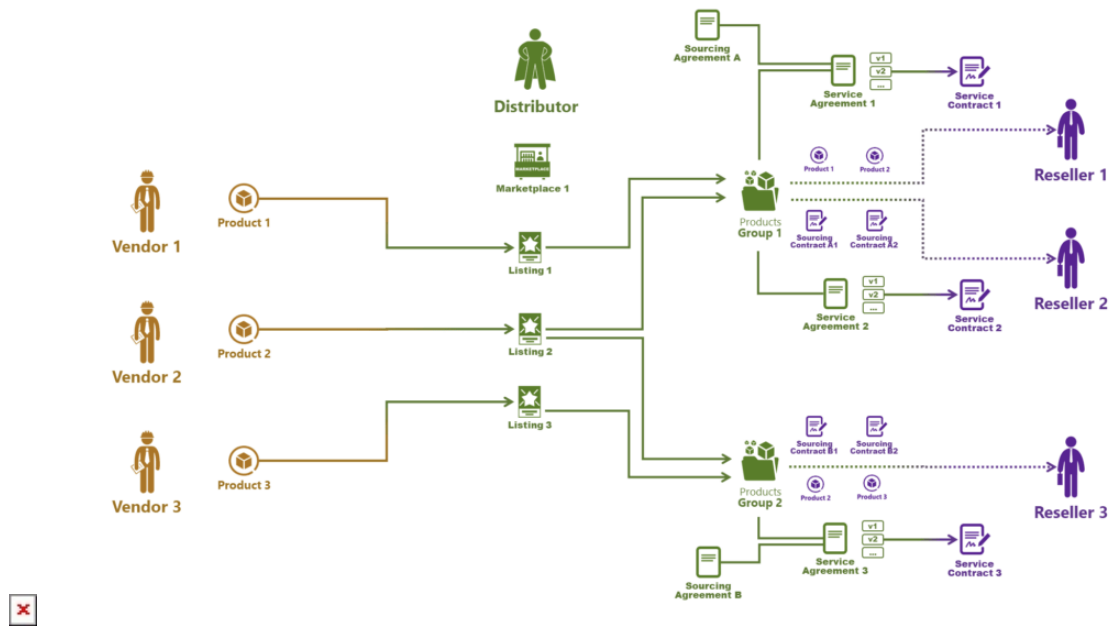 Sourcing
Agreement A
v1
v2
...
Service
Agreement 1
Service
Contract 1
Distributor
MARKETPLACE
Marketplace 1
Product 1
Product 2
Reseller 1
Vendor 1
Product 1
Products
Group 1
Sourcing
Contract A1
Sourcing
Contract A2
Listing 1
v1
v2
...
Service
Agreement 2
Service
Contract 2
Reseller 2
Vendor 2
Product 2
Listing 2
Listing 3
Sourcing
Contract B1
Sourcing
Contract B2
Vendor 3
Product 3
Products
Group 2
Product 2
Product 3
Reseller 3
v1
v2
...
Service
Agreement 3
Service
Contract 3
Sourcing
Agreement B